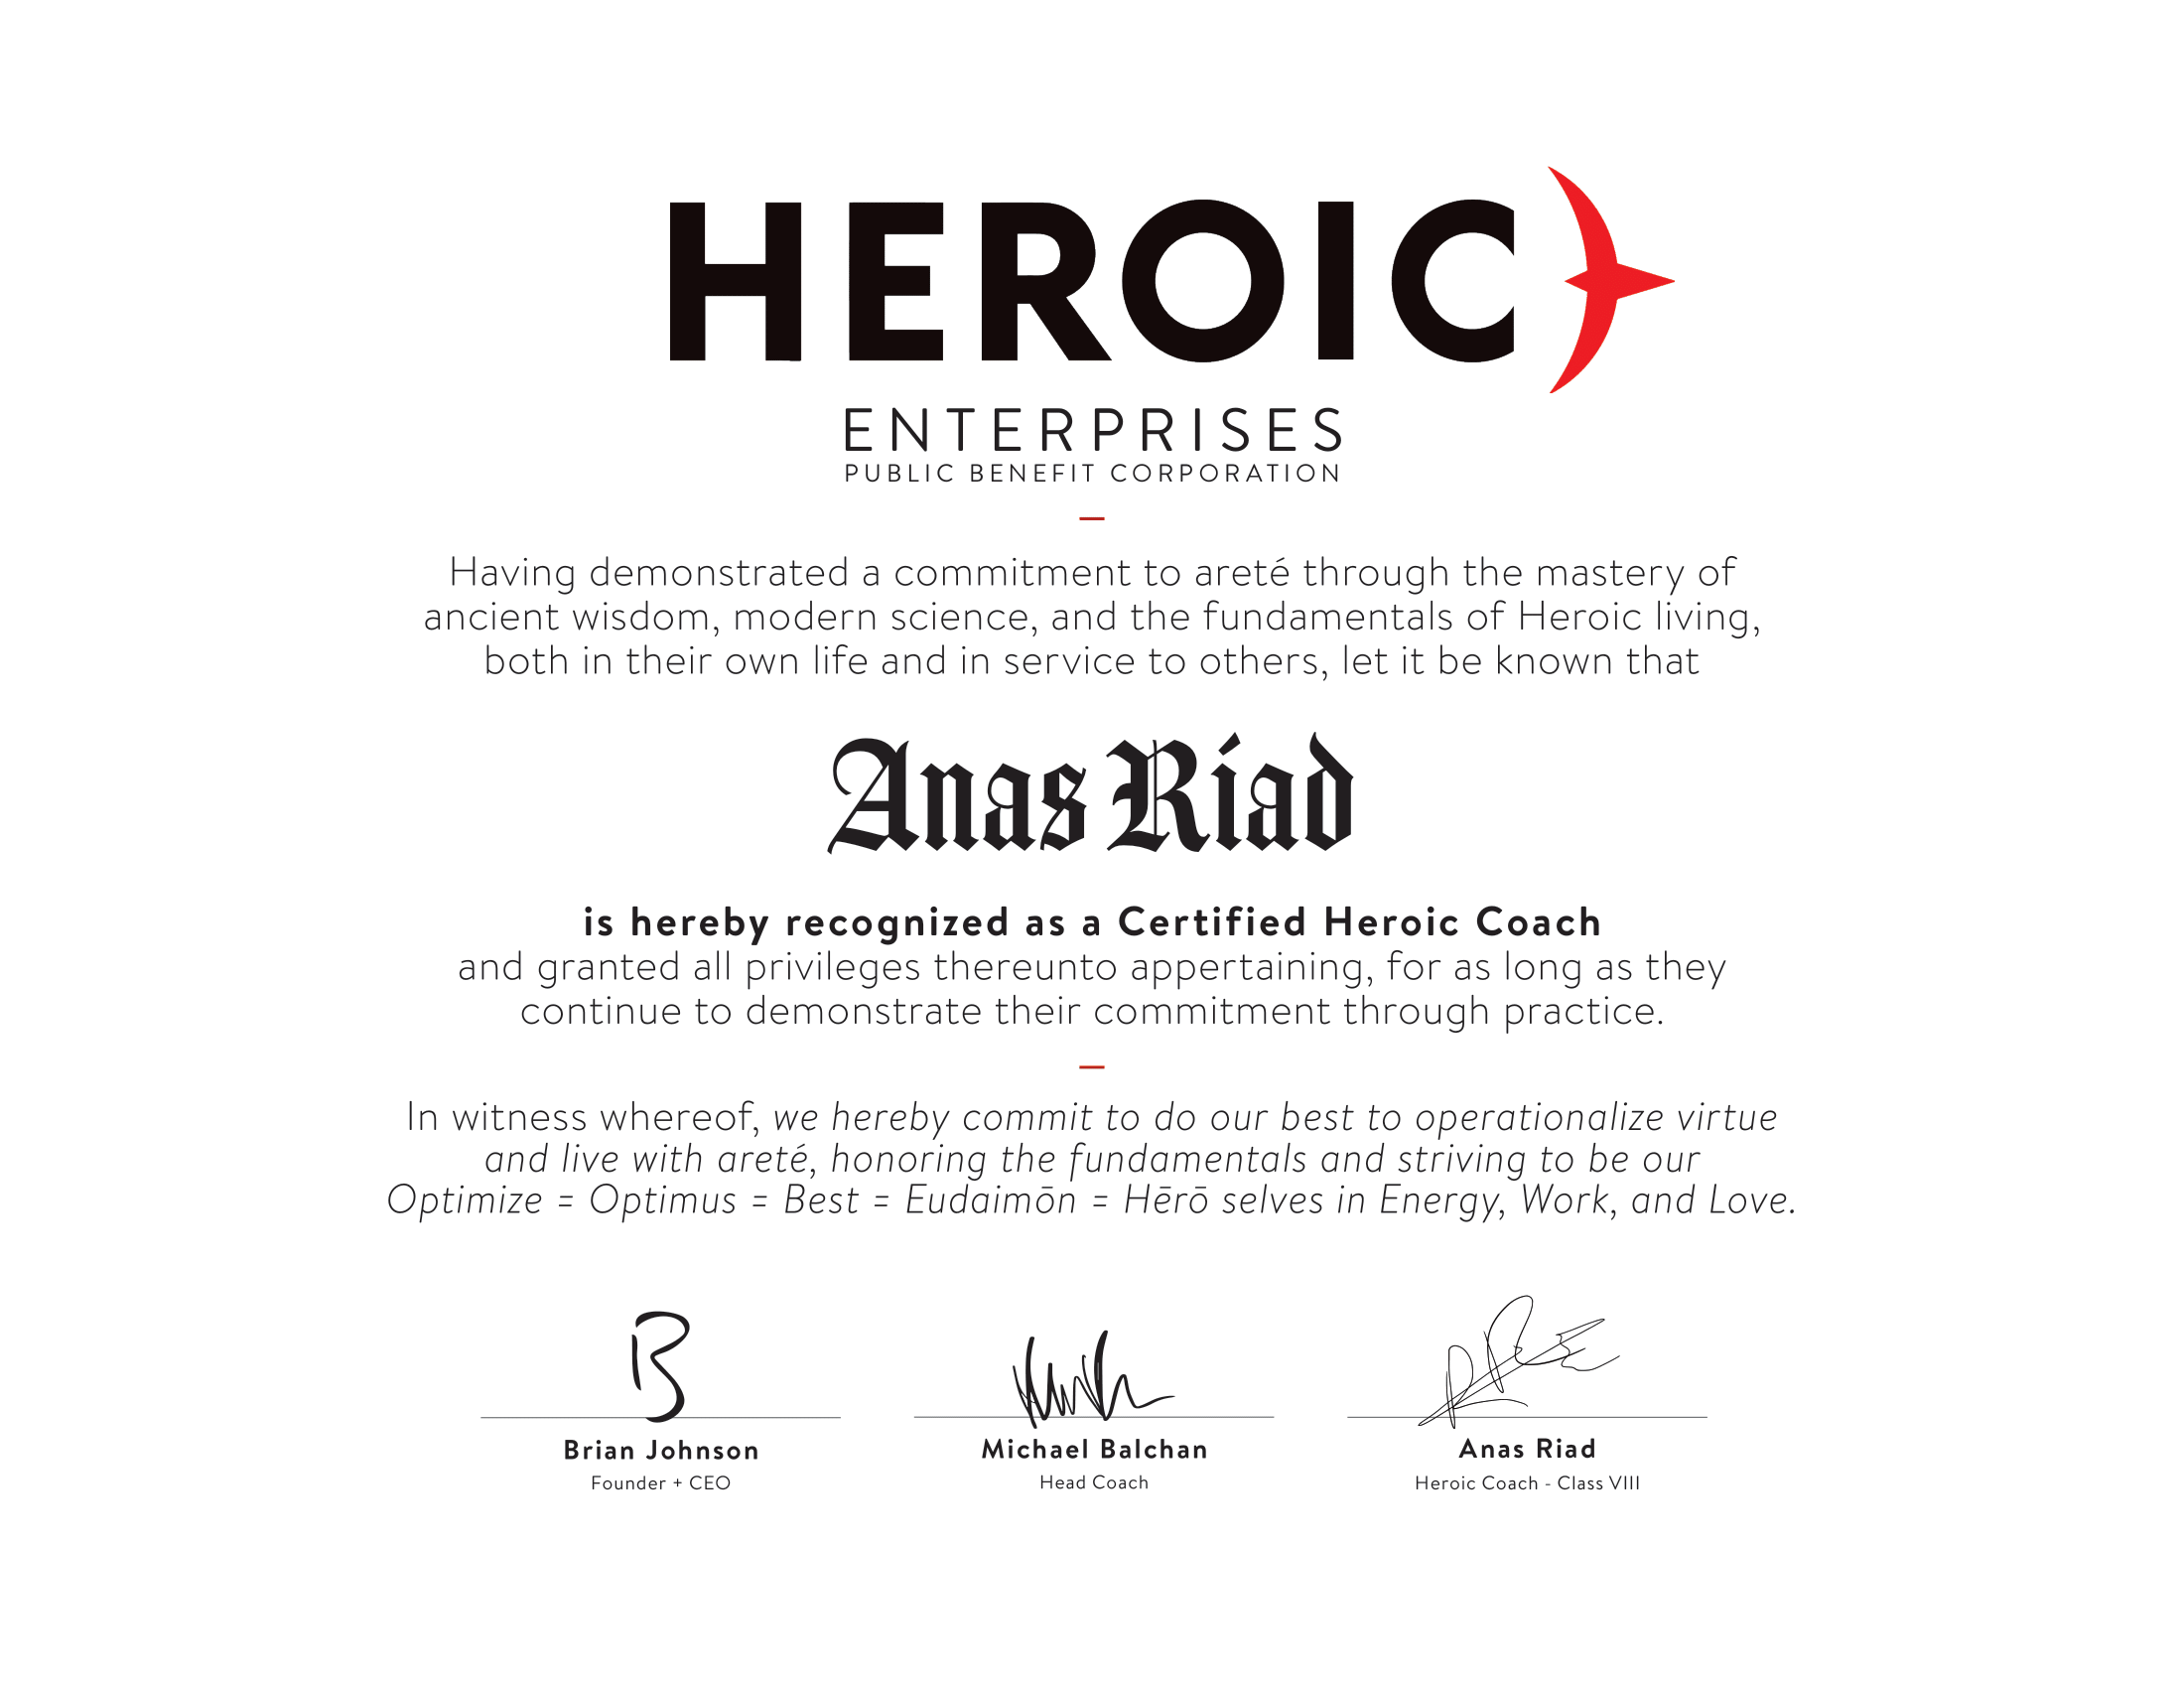 HEROIC
ENTERPRISES
PUBLIC BENEFIT CORPORATION
Having demonstrated a commitment to areté through the mastery of
ancient wisdom, modern science, and the fundamentals of Heroic living,
both in their own life and in service to others, let it be known that
Anas Riad
is hereby recognized as a Certified Heroic Coach
and granted all privileges thereunto appertaining, for as long as they
continue to demonstrate their commitment through practice.
In witness whereof, we hereby commit to do our best to operationalize virtue
and live with areté, honoring the fundamentals and striving to be our
Optimize = Optimus = Best = Eudaimōn = Hērō selves in Energy, Work, and Love.
B
Brian Johnson
Founder + CEO
Michael Balchan
Head Coach
Anas Riad
Heroic Coach - Class VIII